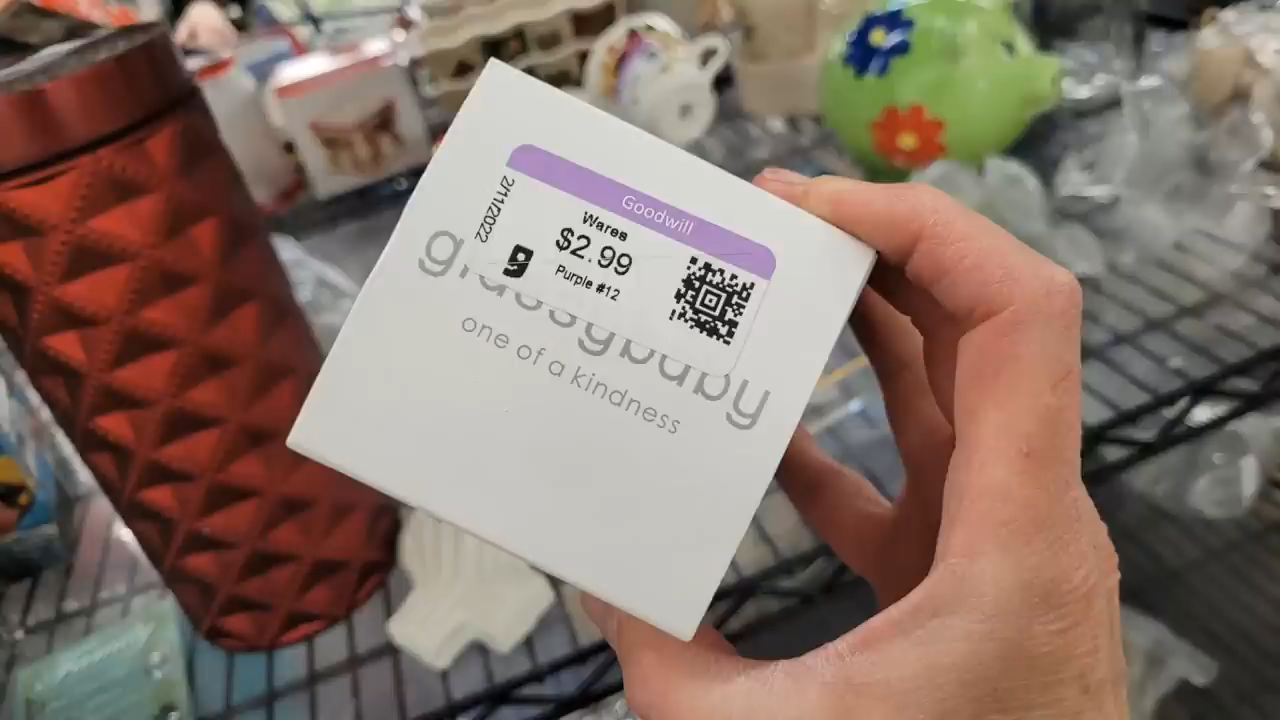 Goodwill
2/11/2022
Wares
$2.99
Purple #12
glassybaby
one of a kindness